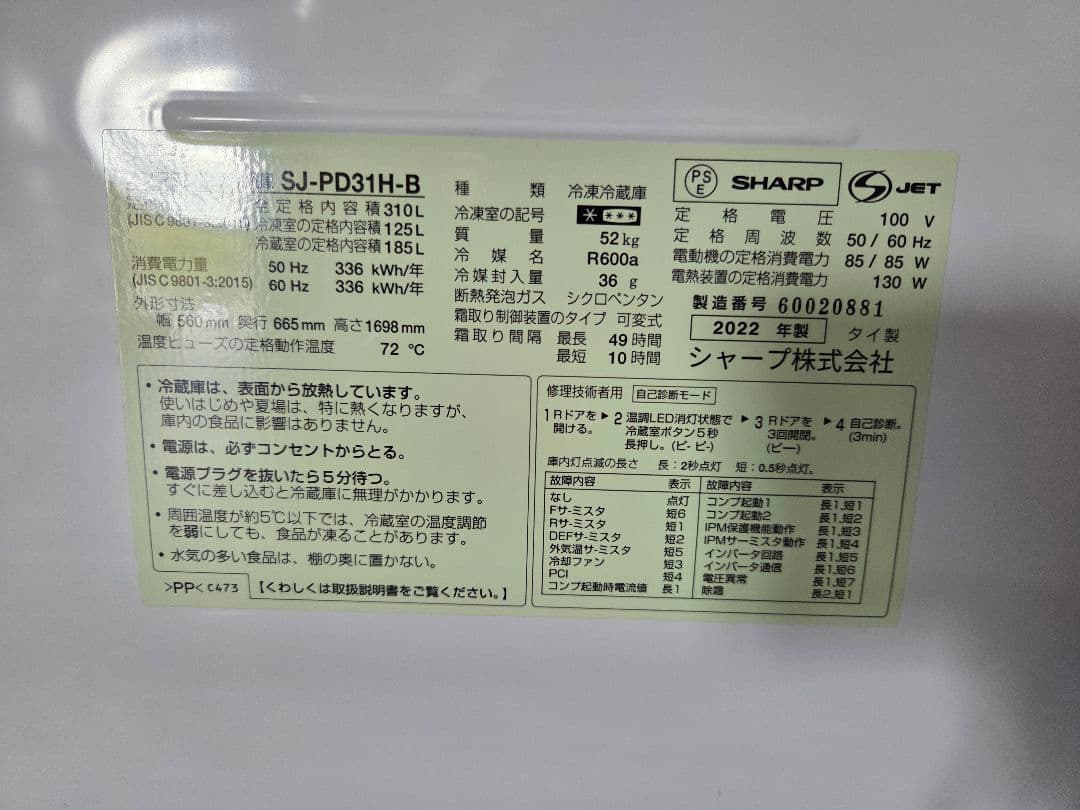 SJ-PD31H-B
全定格内容積 310L
(JIS C 9801-3:2015) 冷凍室の定格内容積 125L
冷蔵室の定格内容積 185L
消費電力量 50 Hz 336 kWh/年
(JIS C 9801-3:2015) 60 Hz 336 kWh/年
外形寸法
幅 560mm 奥行 665mm 高さ1698mm
温度ヒューズの定格動作温度 72 ℃
種類 冷凍冷蔵庫
冷凍室の記号
質量 52kg
冷媒名 R600a
冷媒封入量 36 g
断熱発泡ガス シクロペンタン
霜取り制御装置のタイプ 可変式
霜取り間隔 最長 49時間
最短 10時間
PS
E
SHARP
JET
定格電圧 100 V
定格周波数 50 / 60 Hz
電動機の定格消費電力 85 / 85 W
電熱装置の定格消費電力 130 W
製造番号 60020881
2022 年製 タイ製
シャープ株式会社
・冷蔵庫は、表面から放熱しています。
使いはじめや夏場は、特に熱くなりますが、
庫内の食品に影響はありません。
・電源は、必ずコンセントからとる。
・電源プラグを抜いたら5分待つ。
すぐに差し込むと冷蔵庫に無理がかかります。
・周囲温度が約5℃以下では、冷蔵室の温度調節
を弱にしても、食品が凍ることがあります。
・水気の多い食品は、棚の奥に置かない。
>PP< C473 【くわしくは取扱説明書をご覧ください。】
修理技術者用 自己診断モード
1 Rドアを開ける。 ▶ 2 温調LED消灯状態で冷蔵室ボタン5秒長押し。(ピ・ピ・) ▶ 3 Rドアを3回開閉。(ピー) ▶ 4 自己診断。(3min)
庫内灯点滅の長さ 長：2秒点灯 短：0.5秒点灯。
故障内容 表示 故障内容 表示
なし 点灯 コンプ起動1 長1,短1
Fサ-ミスタ 短6 コンプ起動2 長1,短2
Rサ-ミスタ 短1 IPM保護機能動作 長1,短3
DEFサ-ミスタ 短2 IPMサーミスタ動作 長1,短4
外気温サ-ミスタ 短5 インバータ回路 長1,短5
冷却ファン 短3 インバータ通信 長1,短6
PCI 短4 電圧異常 長1,短7
コンプ起動時電流値 長1 除霜 長2,短1